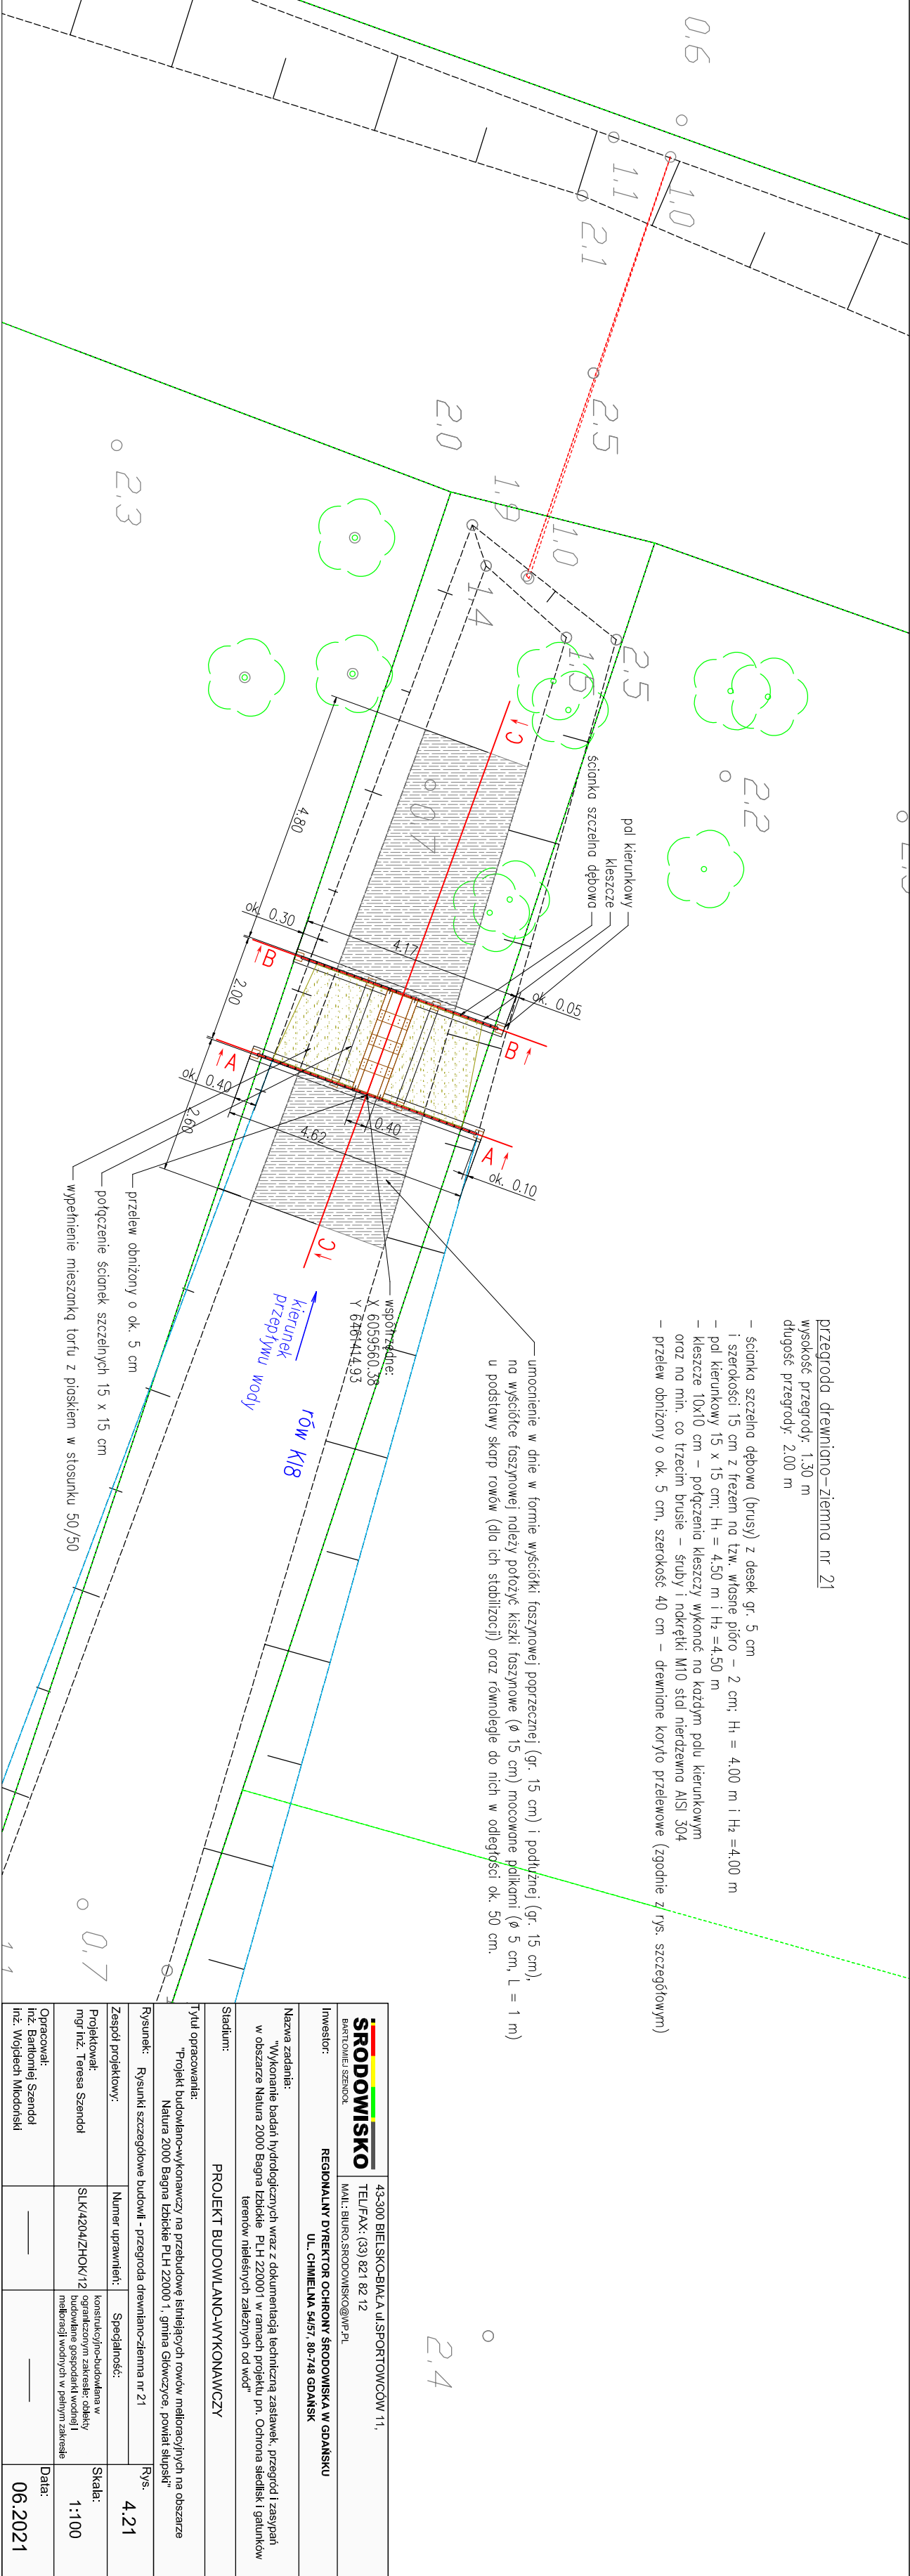 przegroda drewniano-ziemna nr 21
wysokość przegrody: 1.30 m
długość przegrody: 2.00 m
- ścianka szczelna dębowa (brusy) z desek gr. 5 cm
i szerokości 15 cm z frezem na tzw. własne pióro - 2 cm; H₁ = 4.00 m i H₂ =4.00 m
- pal kierunkowy 15 x 15 cm; H₁ = 4.50 m i H₂ =4.50 m
- kleszcze 10x10 cm - połączenia kleszczy wykonać na każdym palu kierunkowym
oraz na min. co trzecim brusie - śruby i nakrętki M10 stal nierdzewna AISI 304
- przelew obniżony o ok. 5 cm, szerokość 40 cm - drewniane koryto przelewowe (zgodnie z rys. szczegółowym)
umocnienie w dnie w formie wyściółki faszynowej poprzecznej (gr. 15 cm) i podłużnej (gr. 15 cm),
na wyściółce faszynowej należy położyć kiszki faszynowe (Ø 15 cm) mocowane palikami (Ø 5 cm, L = 1 m)
u podstawy skarp rowów (dla ich stabilizacji) oraz równolegle do nich w odległości ok. 50 cm.
współrzędne:
X 6059560.38
Y 6461414.93
rów K18
kierunek
przepływu wody
pal kierunkowy
kleszcze
ścianka szczelna dębowa
przelew obniżony o ok. 5 cm
połączenie ścianek szczelnych 15 x 15 cm
wypełnienie mieszanką torfu z piaskiem w stosunku 50/50
0.6
1.0
1.1
2.1
2.5
2.0
1.9
1.0
1.4
1.5
2.5
2.3
2.2
0.7
0.7
1.1
2.4
C
C
B
B
A
A
4.80
2.00
2.60
ok. 0.30
4.17
ok. 0.05
ok. 0.40
4.62
0.40
ok. 0.10
ŚRODOWISKO
BARTŁOMIEJ SZENDOŁ
43-300 BIELSKO-BIAŁA ul.SPORTOWCÓW 11,
TEL/FAX: (33) 821 82 12
MAIL: BIURO.SRODOWISKO@WP.PL
Inwestor:
REGIONALNY DYREKTOR OCHRONY ŚRODOWISKA W GDAŃSKU
UL. CHMIELNA 54/57, 80-748 GDAŃSK
Nazwa zadania:
"Wykonanie badań hydrologicznych wraz z dokumentacją techniczną zastawek, przegród i zasypań
w obszarze Natura 2000 Bagna Izbickie PLH 220001 w ramach projektu pn. Ochrona siedlisk i gatunków
terenów nieleśnych zależnych od wód"
Stadium:
PROJEKT BUDOWLANO-WYKONAWCZY
Tytuł opracowania:
"Projekt budowlano-wykonawczy na przebudowę istniejących rowów melioracyjnych na obszarze
Natura 2000 Bagna Izbickie PLH 220001, gmina Główczyce, powiat słupski"
Rysunek: Rysunki szczegółowe budowli - przegroda drewniano-ziemna nr 21
Rys.
4.21
Zespół projektowy:
Numer uprawnień:
Specjalność:
Projektował:
mgr inż. Teresa Szendoł
SLK/4204/ZHOK/12
konstrukcyjno-budowlana w
ograniczonym zakresie: obiekty
budowlane gospodarki wodnej i
melioracji wodnych w pełnym zakresie
Skala:
1:100
Opracował:
inż. Bartłomiej Szendoł
inż. Wojciech Młodoński
Data:
06.2021